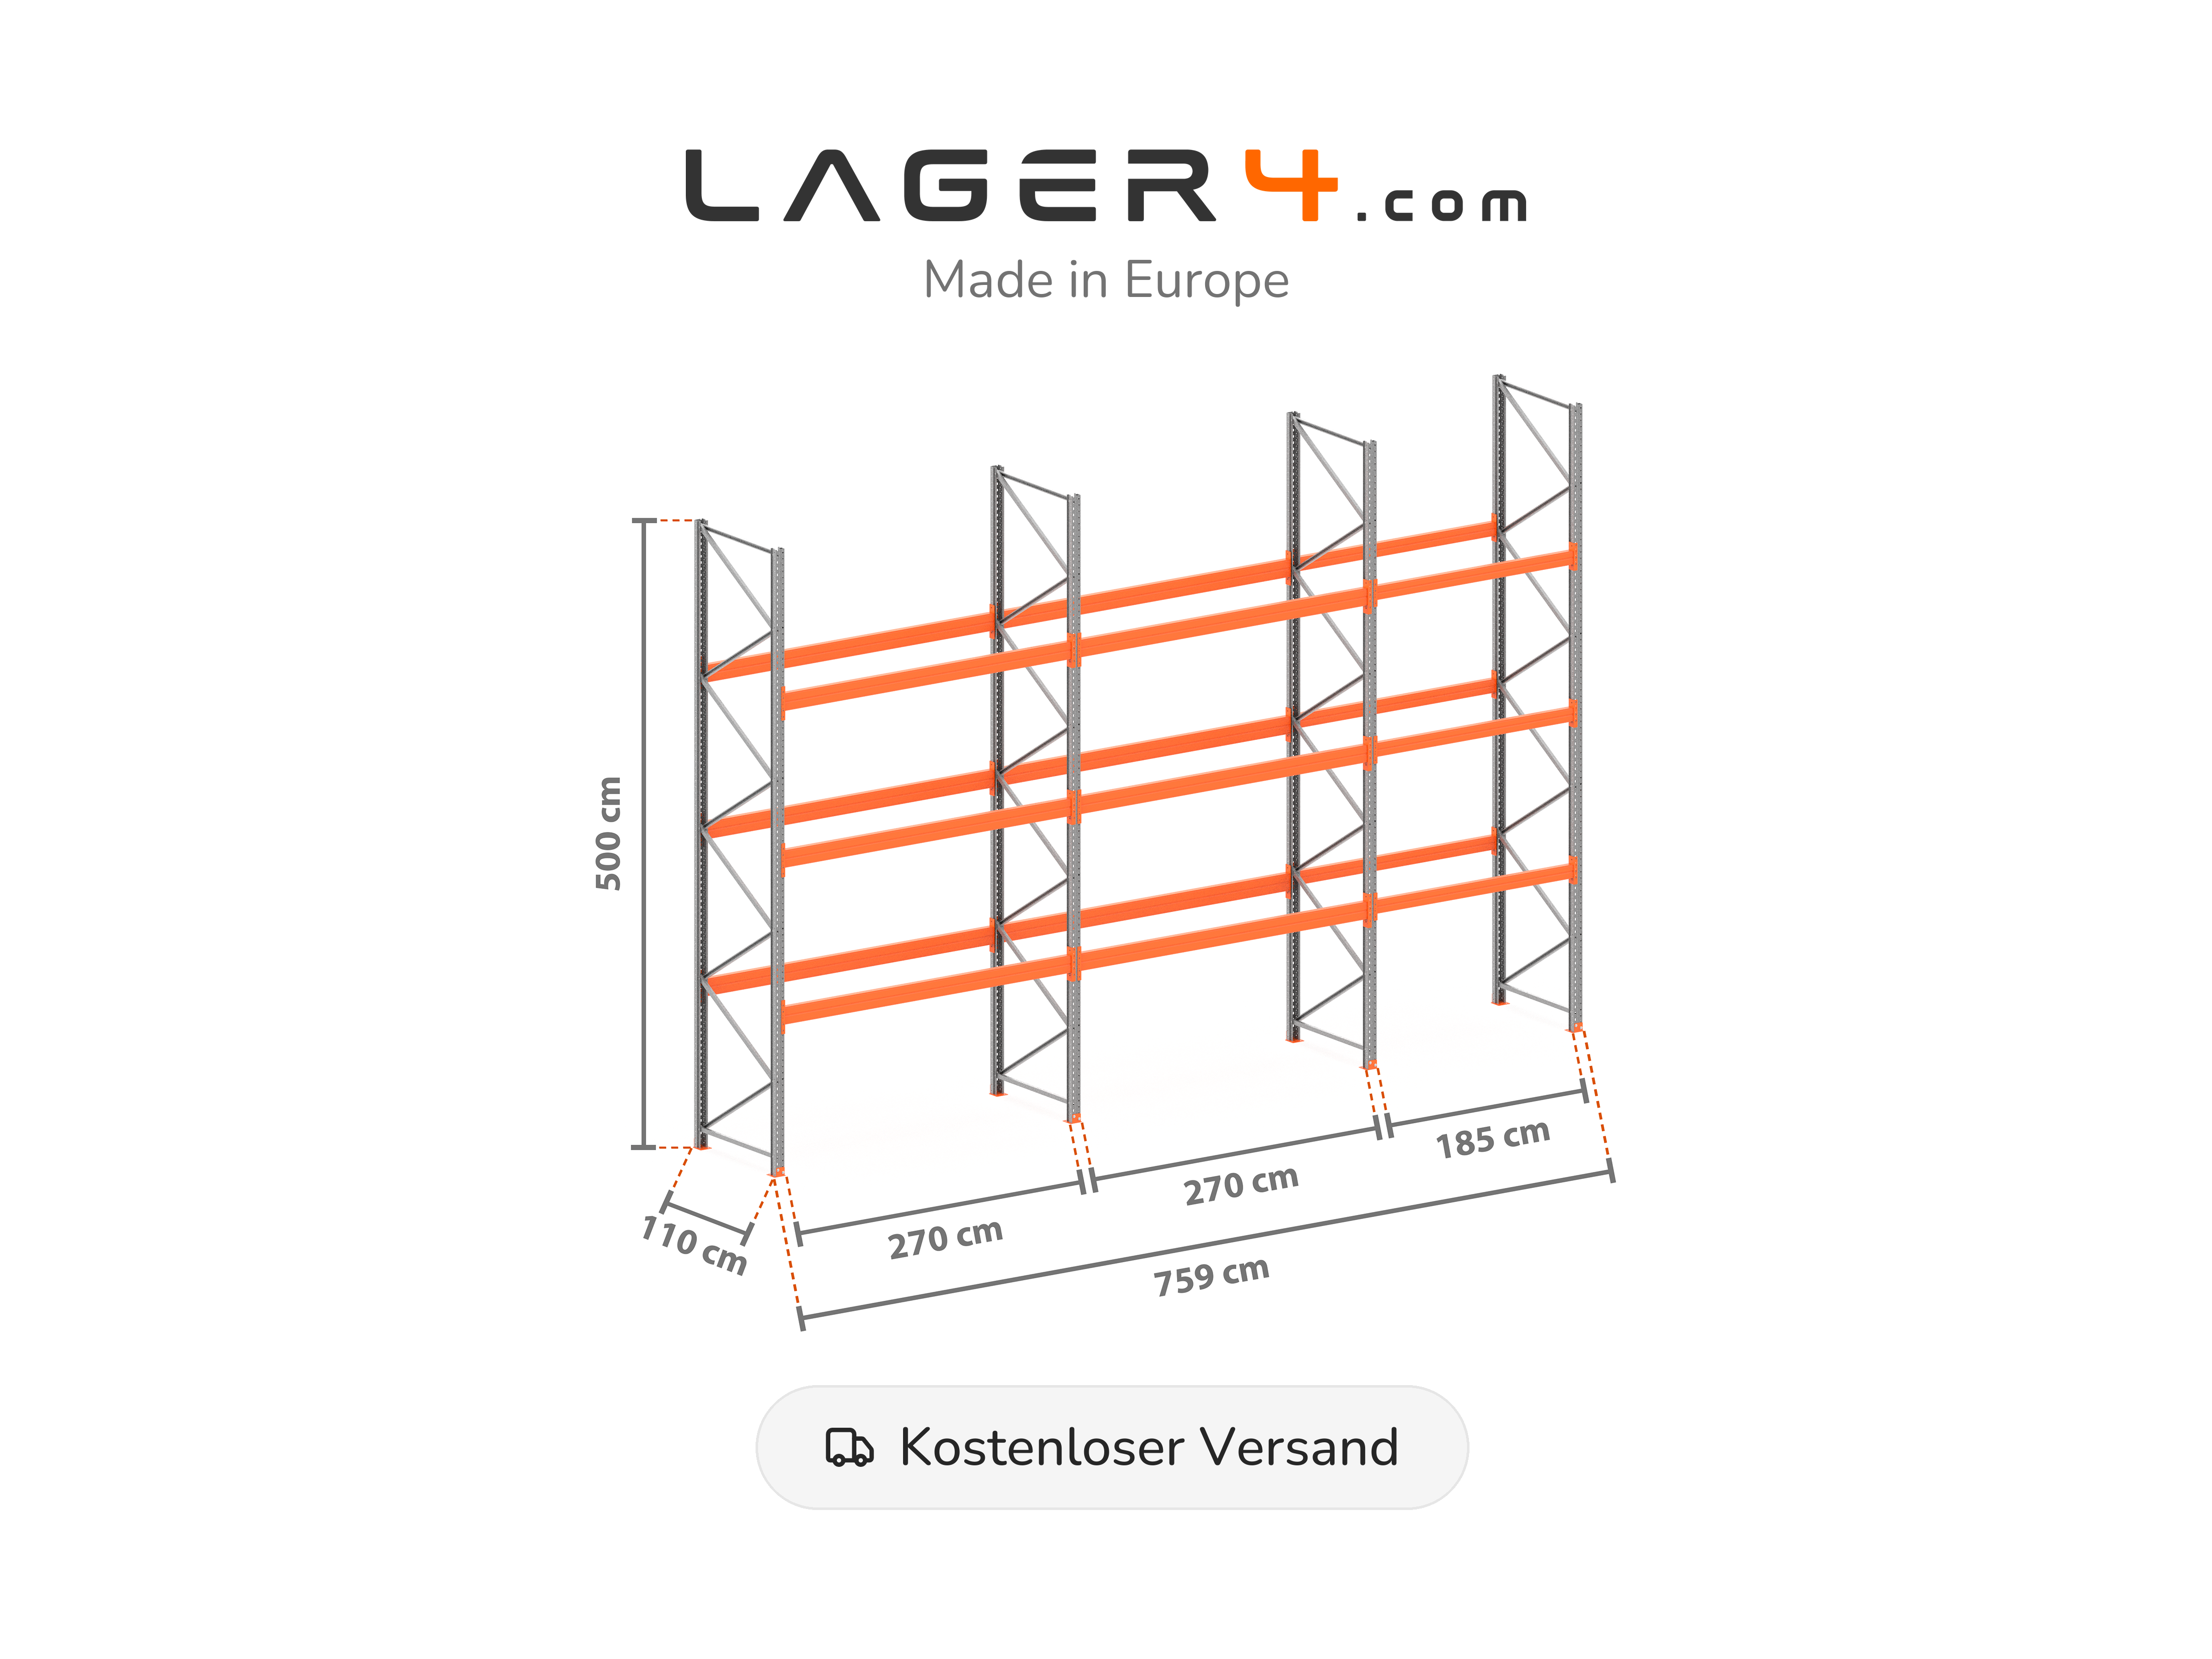 LAGER4.com
Made in Europe
500 cm
110 cm
270 cm
270 cm
185 cm
759 cm
Kostenloser Versand